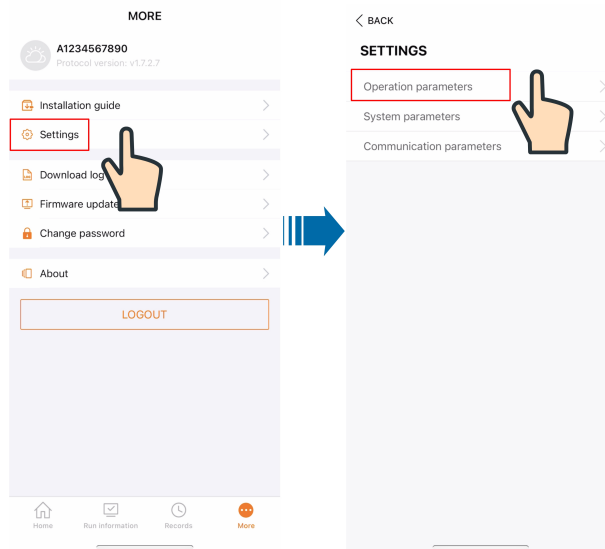 MORE
A1234567890
Protocol version: v1.7.2.7
Installation guide
Settings
Download log
Firmware update
Change password
About
LOGOUT
Home
Run information
Records
More
BACK
SETTINGS
Operation parameters
System parameters
Communication parameters